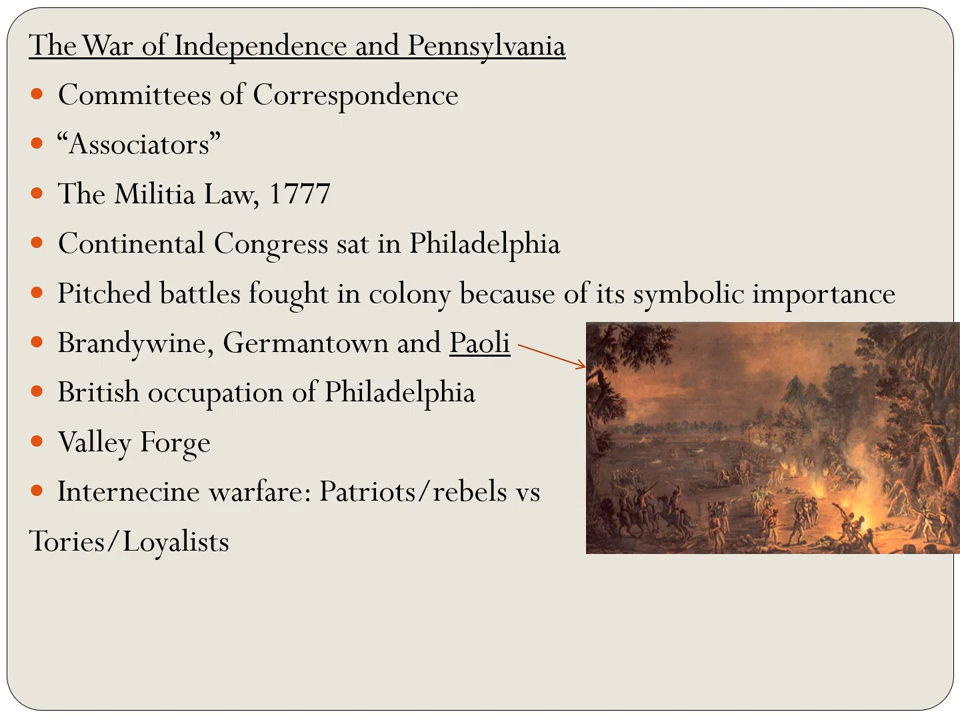 The War of Independence and Pennsylvania
• Committees of Correspondence
• “Associators”
• The Militia Law, 1777
• Continental Congress sat in Philadelphia
• Pitched battles fought in colony because of its symbolic importance
• Brandywine, Germantown and Paoli
• British occupation of Philadelphia
• Valley Forge
• Internecine warfare: Patriots/rebels vs
Tories/Loyalists